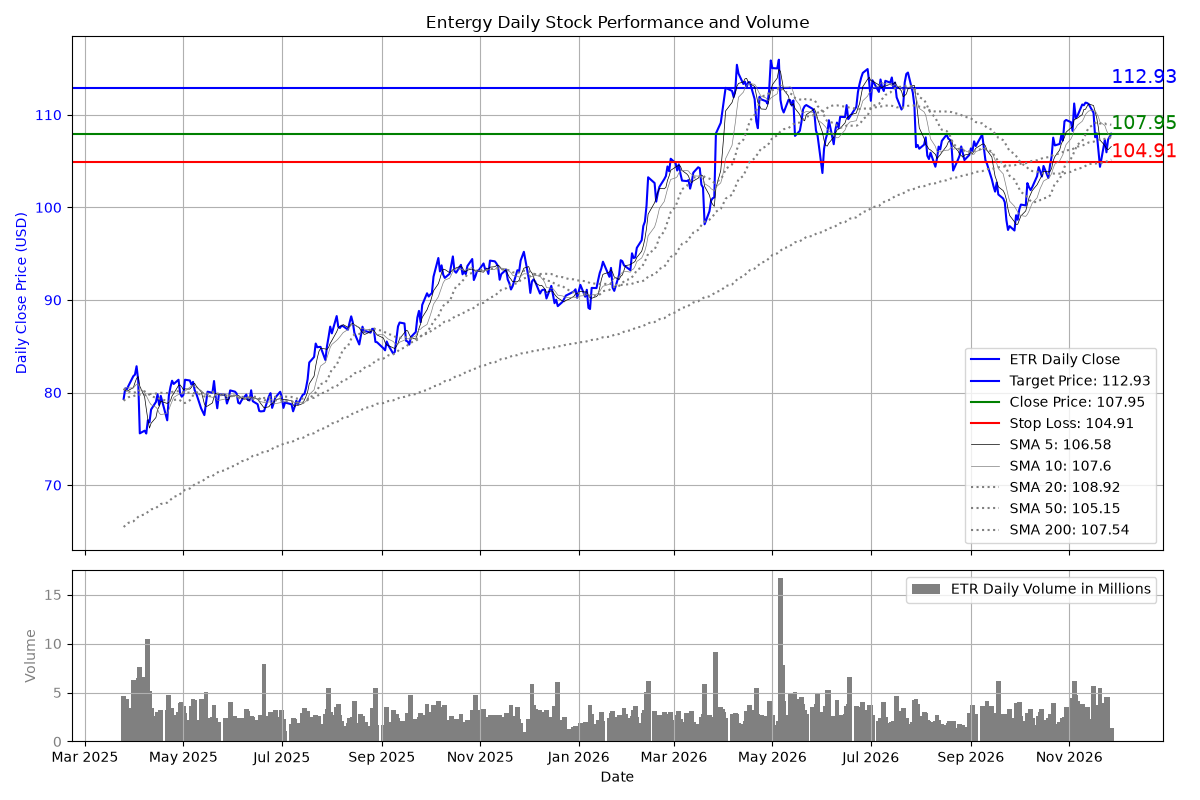 Entergy Daily Stock Performance and Volume
Daily Close Price (USD)
110
100
90
80
70
112.93
107.95
104.91
ETR Daily Close
Target Price: 112.93
Close Price: 107.95
Stop Loss: 104.91
SMA 5: 106.58
SMA 10: 107.6
SMA 20: 108.92
SMA 50: 105.15
SMA 200: 107.54
Volume
15
10
5
0
ETR Daily Volume in Millions
Mar 2025 May 2025 Jul 2025 Sep 2025 Nov 2025 Jan 2026 Mar 2026 May 2026 Jul 2026 Sep 2026 Nov 2026
Date